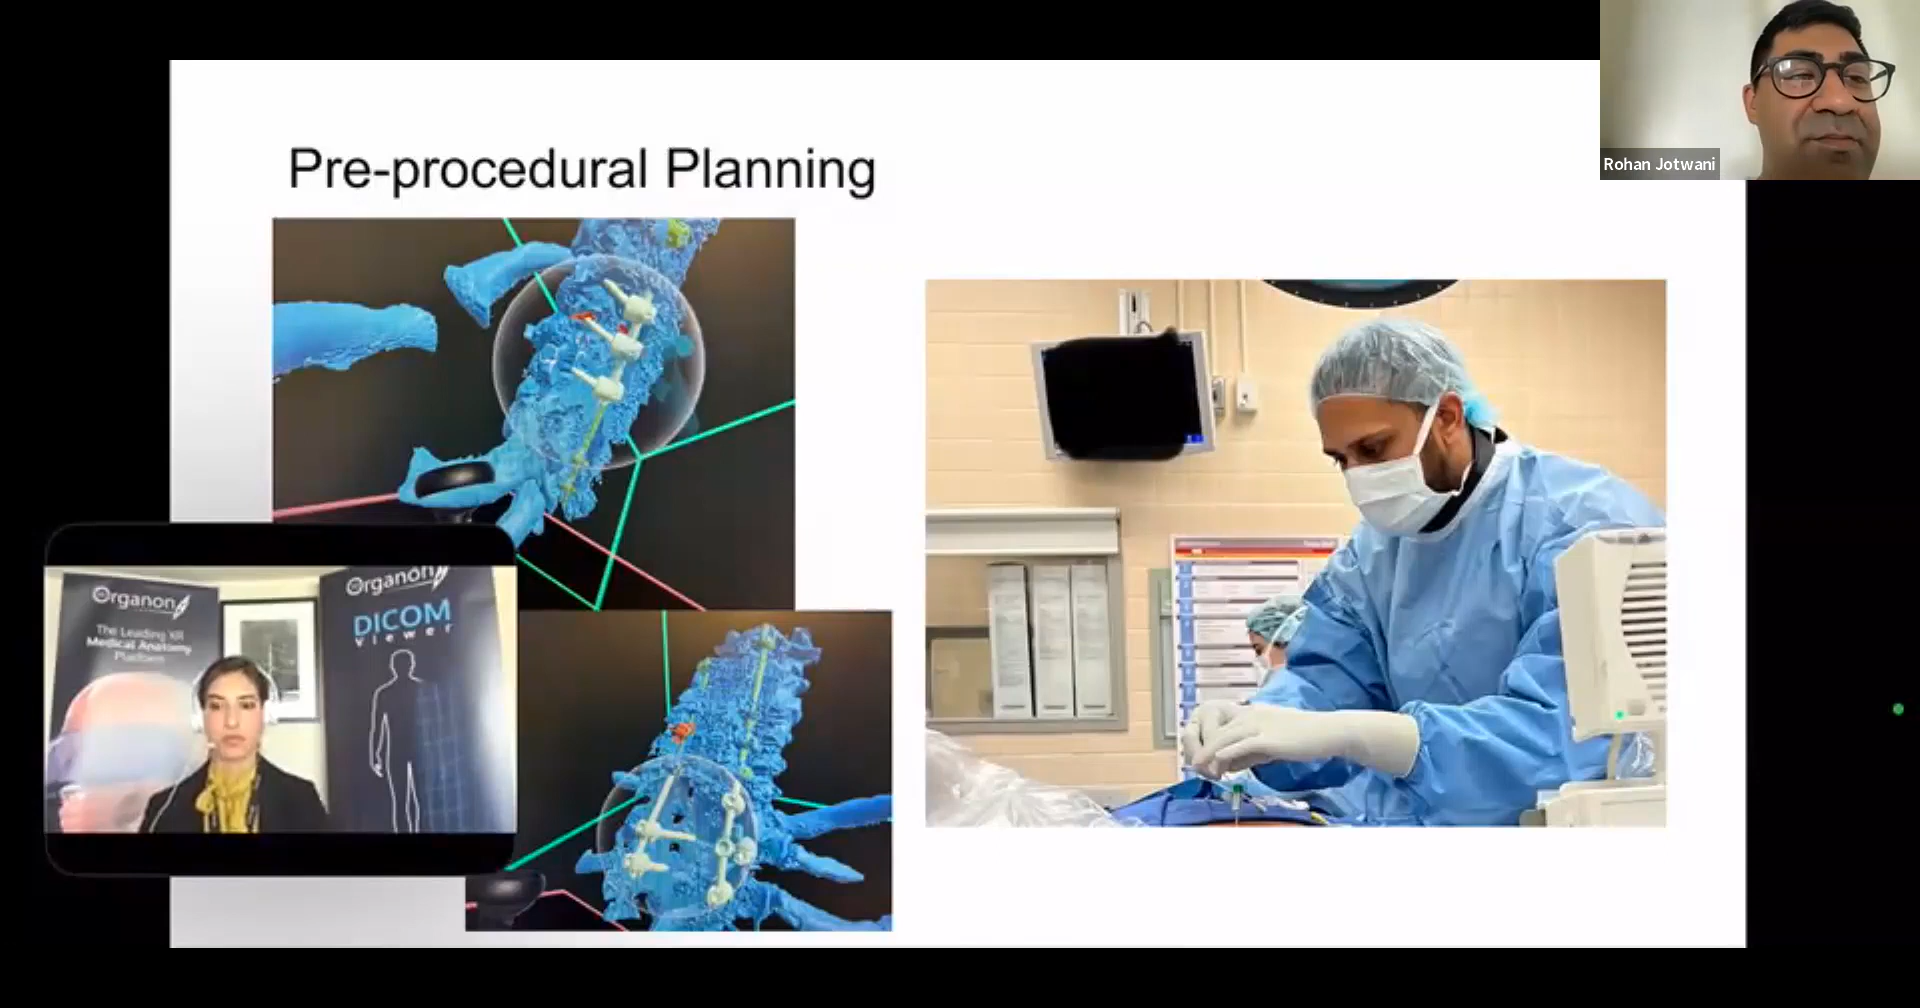 Rohan Jotwani
Pre-procedural Planning
Organon
The Leading XR
Medical Anatomy
Platform
Organon
DICOM
viewer